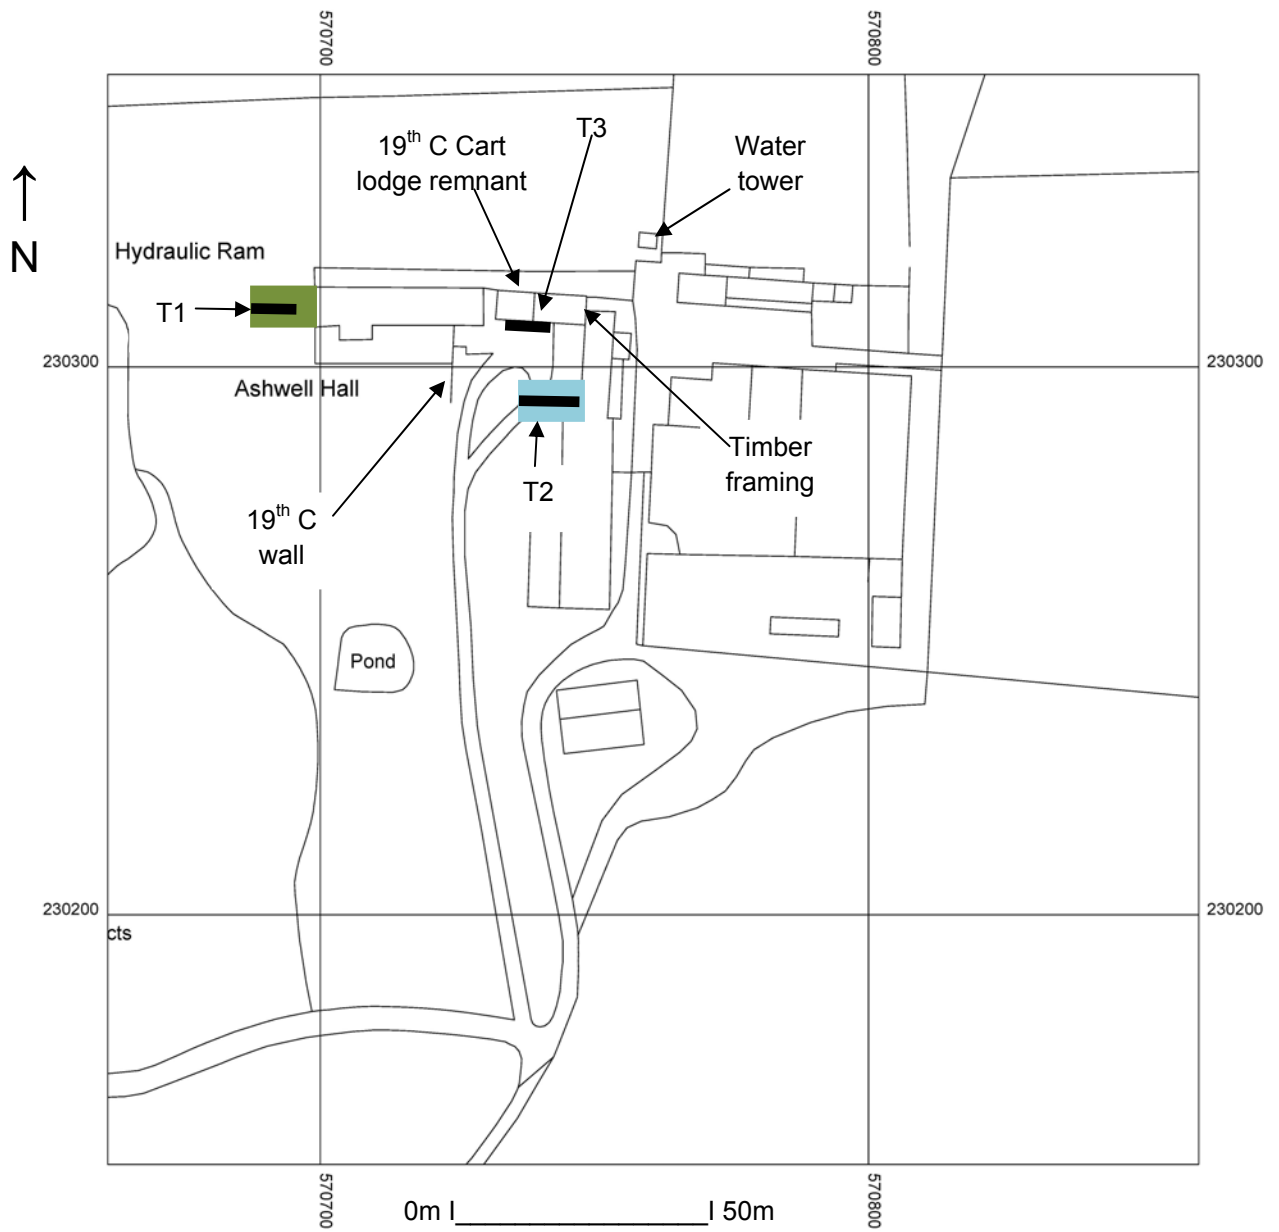 570700
570800
T3
19th C Cart
lodge remnant
Water
tower
N
Hydraulic Ram
T1
230300
230300
Ashwell Hall
Timber
framing
T2
19th C
wall
Pond
230200
230200
cts
570700
570800
0m I__________________I 50m